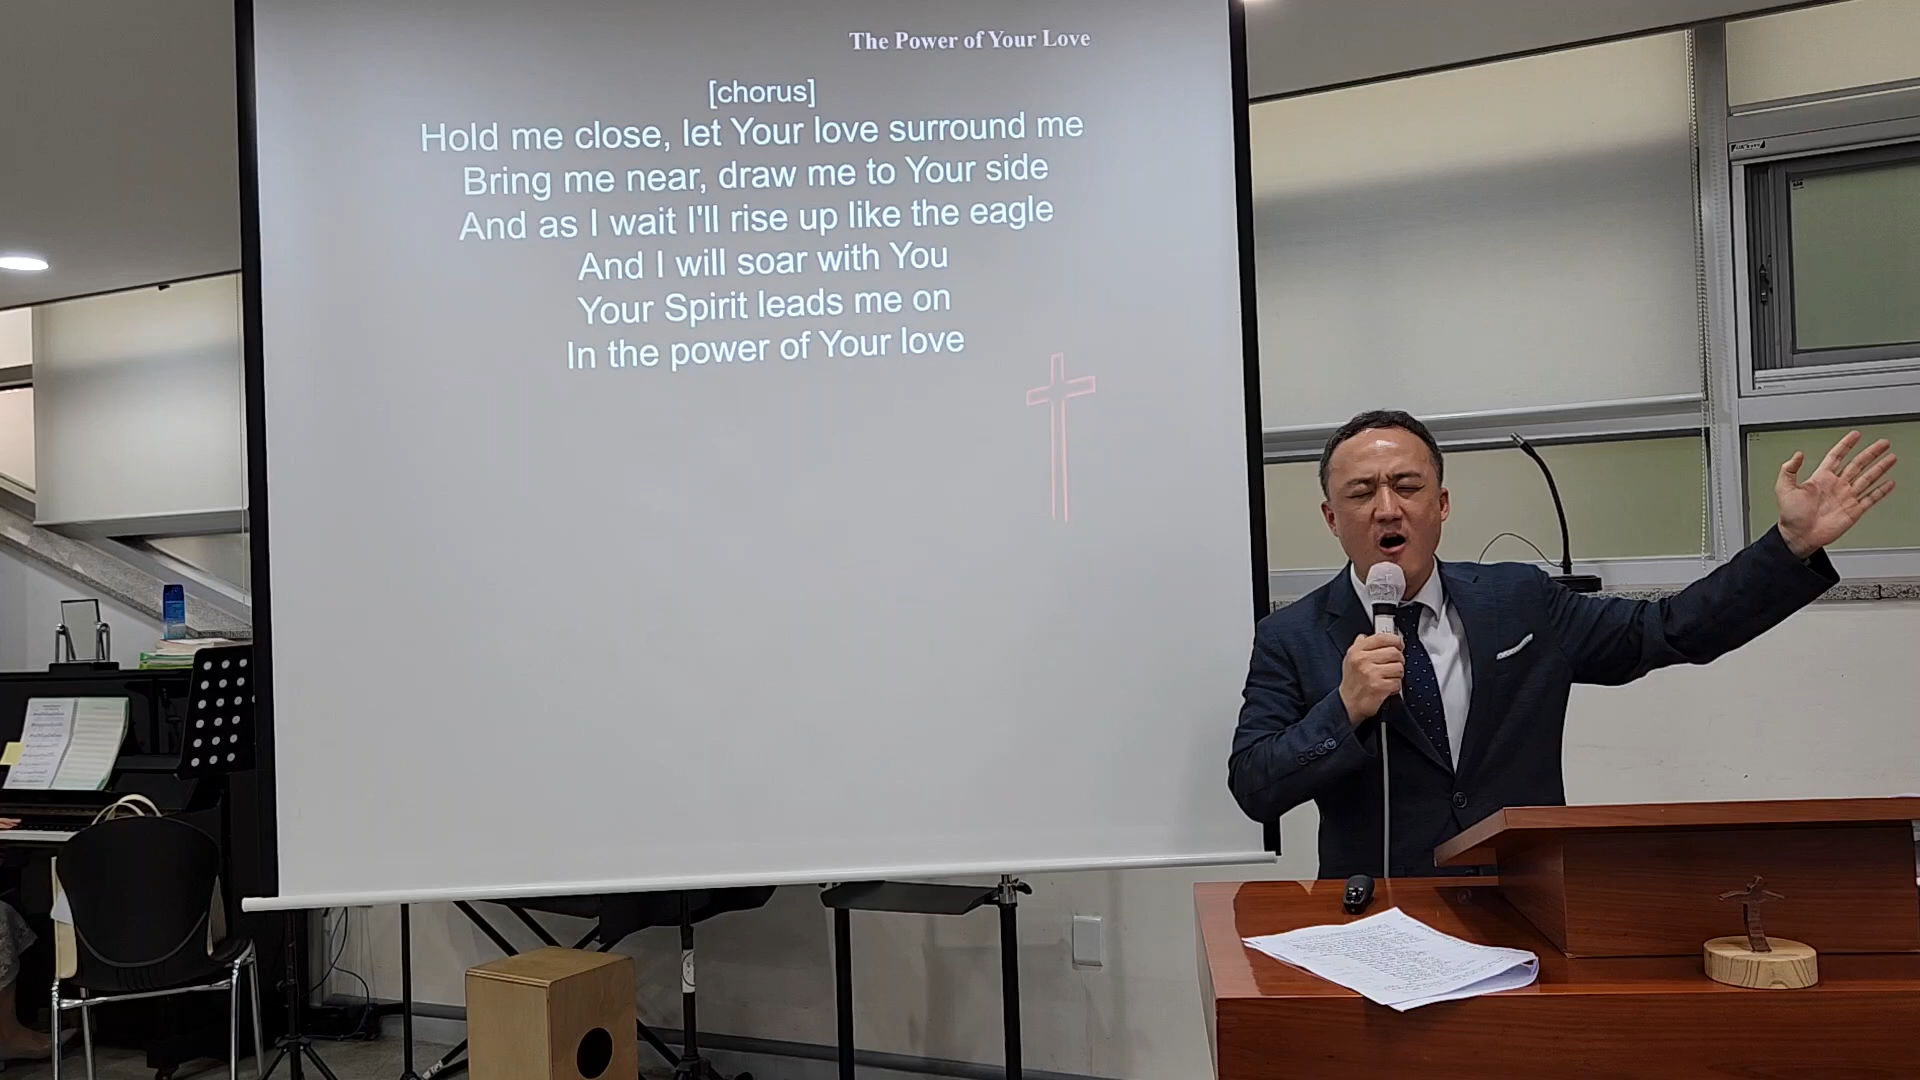 The Power of Your Love
[chorus]
Hold me close, let Your love surround me
Bring me near, draw me to Your side
And as I wait I'll rise up like the eagle
And I will soar with You
Your Spirit leads me on
In the power of Your love